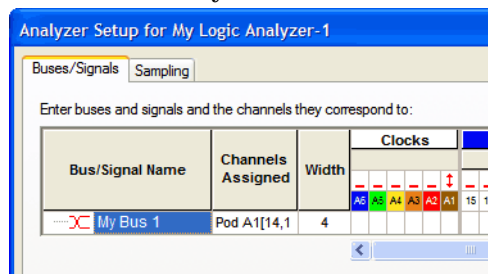 Analyzer Setup for My Logic Analyzer-1
Buses/Signals Sampling
Enter buses and signals and the channels they correspond to:
Bus/Signal Name Channels Assigned Width Clocks
A6 A5 A4 A3 A2 A1 15 1
My Bus 1 Pod A1[14,1 4